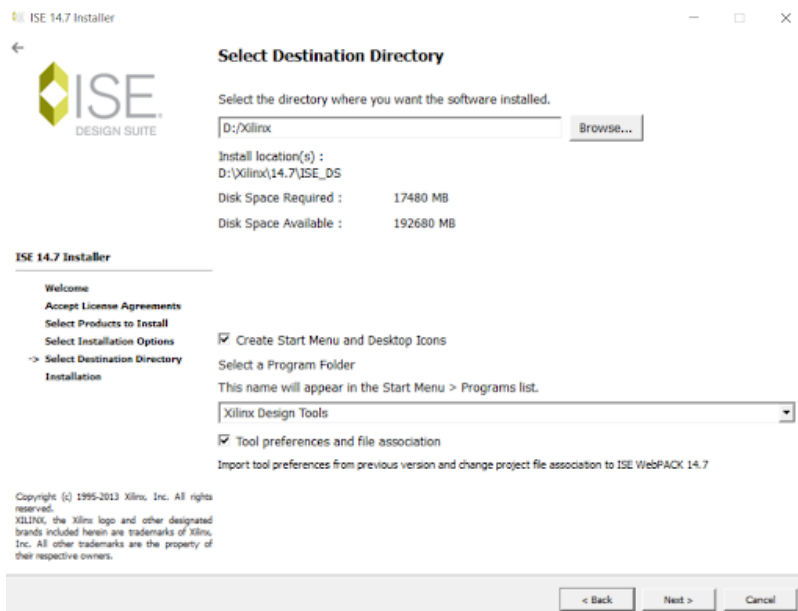 ISE 14.7 Installer
ISE
DESIGN SUITE
Select Destination Directory
Select the directory where you want the software installed.
D:/Xilinx
Browse...
Install location(s) :
D:\Xilinx\14.7\ISE_DS
Disk Space Required : 17480 MB
Disk Space Available : 192680 MB
ISE 14.7 Installer
Welcome
Accept License Agreements
Select Products to Install
Select Installation Options
-> Select Destination Directory
Installation
Create Start Menu and Desktop Icons
Select a Program Folder
This name will appear in the Start Menu > Programs list.
Xilinx Design Tools
Tool preferences and file association
Import tool preferences from previous version and change project file association to ISE WebPACK 14.7
Copyright (c) 1995-2013 Xilinx, Inc. All rights
reserved.
XILINX, the Xilinx logo and other designated
brands included herein are trademarks of Xilinx,
Inc. All other trademarks are the property of
their respective owners.
< Back
Next >
Cancel